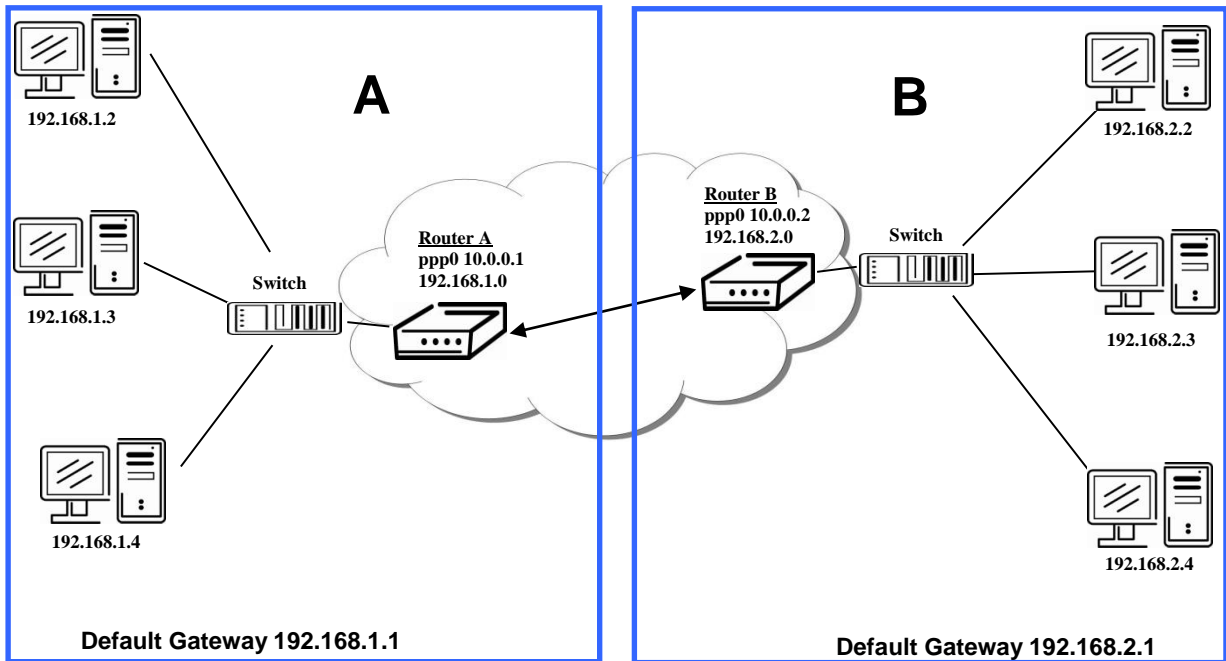 A
192.168.1.2
192.168.1.3
192.168.1.4
Switch
Router A
ppp0 10.0.0.1
192.168.1.0
Default Gateway 192.168.1.1
B
Router B
ppp0 10.0.0.2
192.168.2.0
Switch
192.168.2.2
192.168.2.3
192.168.2.4
Default Gateway 192.168.2.1